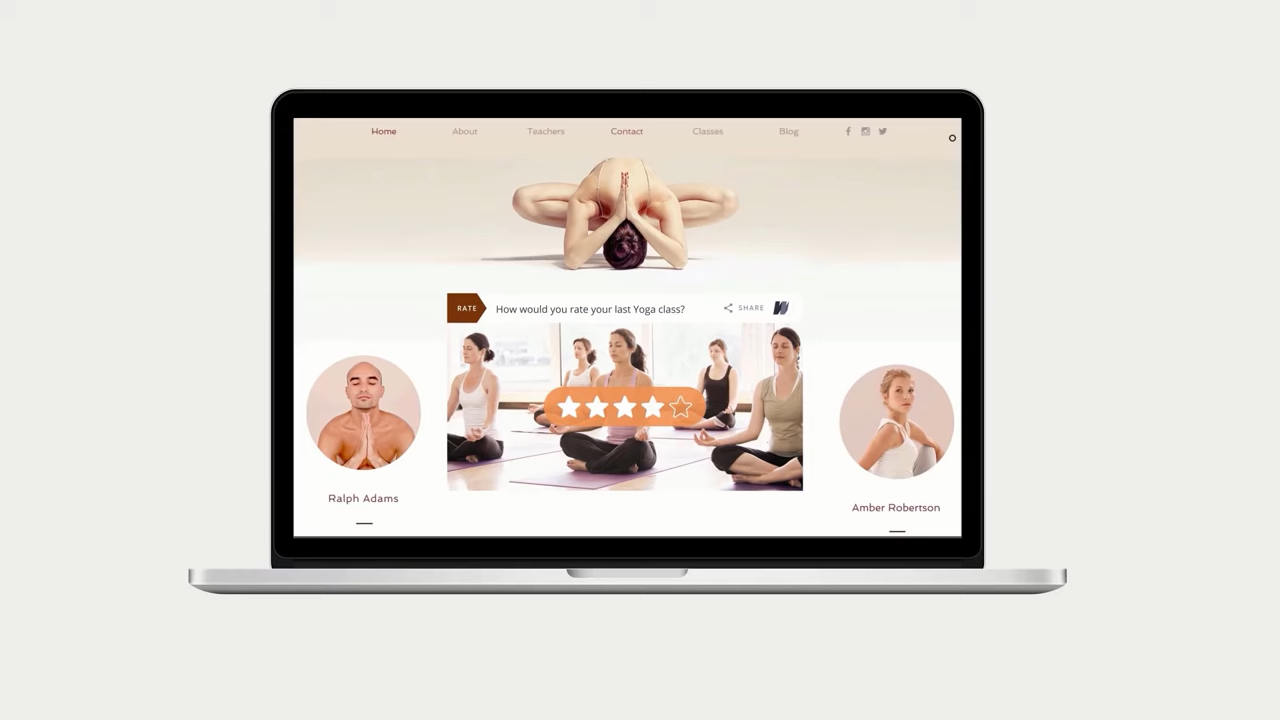 Home About Teachers Contact Classes Blog
RATE How would you rate your last Yoga class? SHARE
Ralph Adams
Amber Robertson